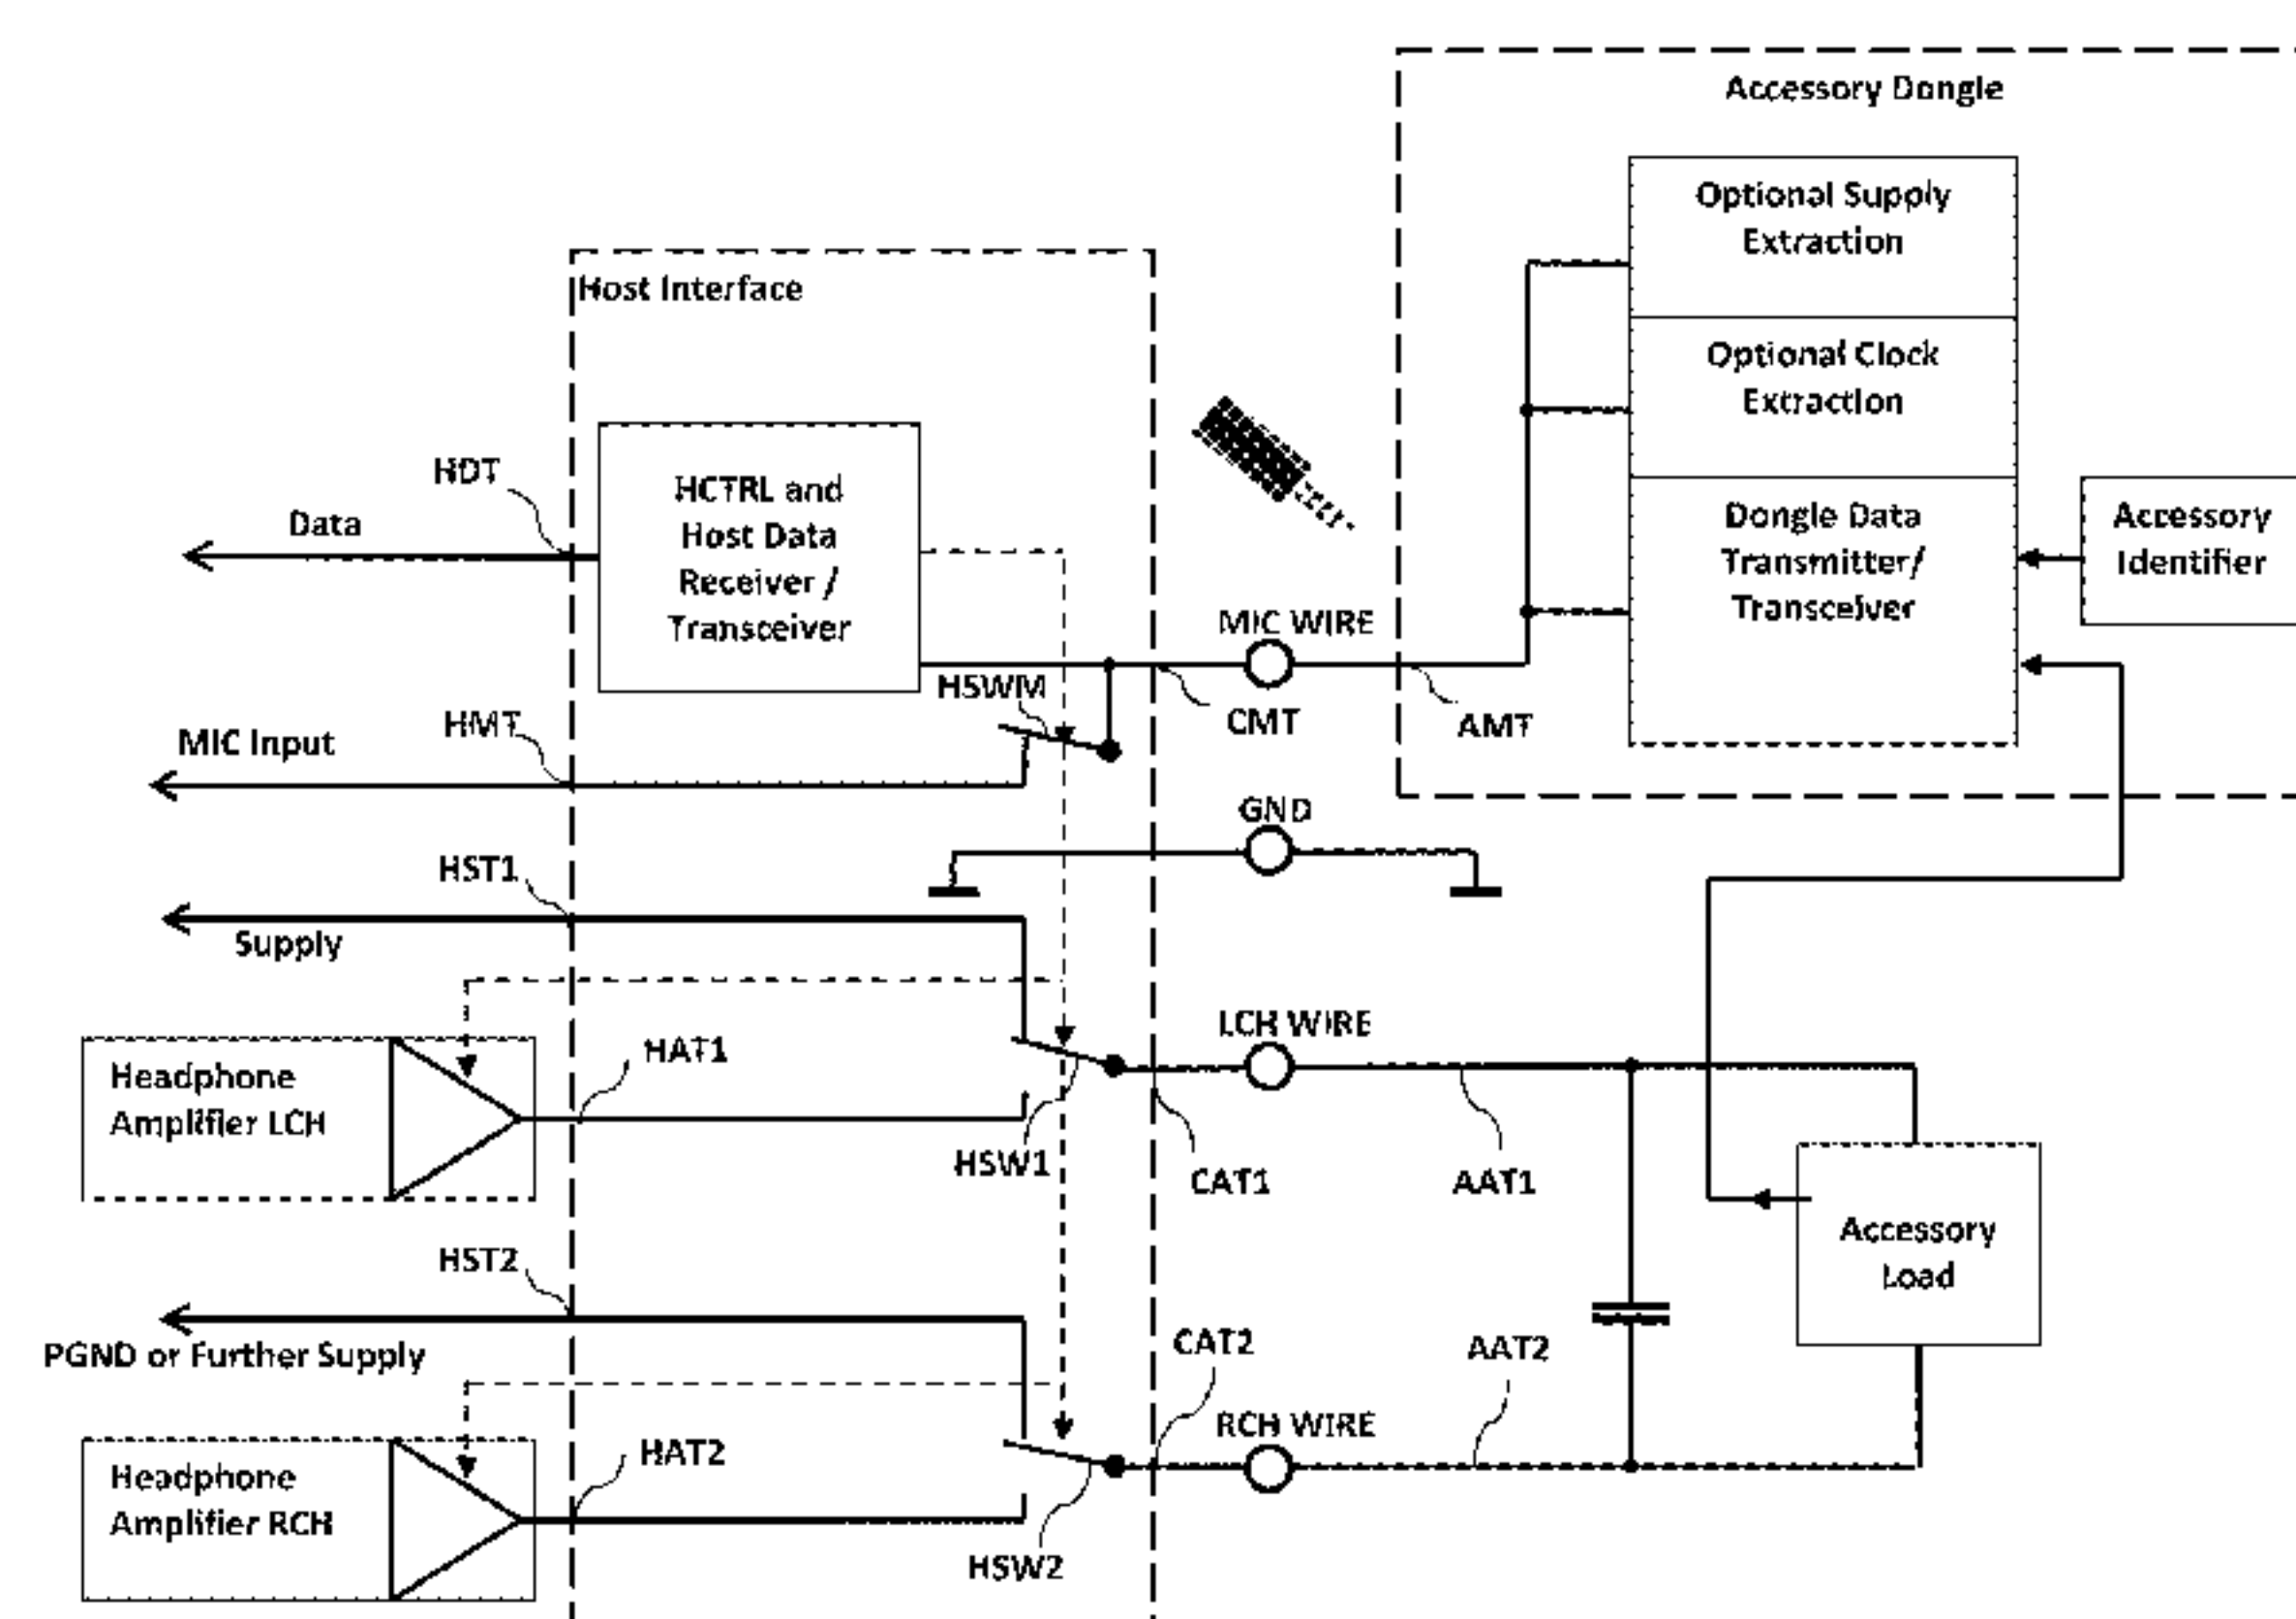 Accessory Dongle
Optional Supply
Extraction
Optional Clock
Extraction
Dongle Data
Transmitter/
Transceiver
Accessory
Identifier
Host Interface
HCTRL and
Host Data
Receiver /
Transceiver
HDT
Data
MIC WIRE
HSWM
CMT
AMT
HMT
MIC Input
GND
HST1
Supply
LCH WIRE
HAT1
Headphone
Amplifier LCH
HSW1
CAT1
AAT1
Accessory
Load
HST2
PGND or Further Supply
CAT2
AAT2
RCH WIRE
HAT2
Headphone
Amplifier RCH
HSW2